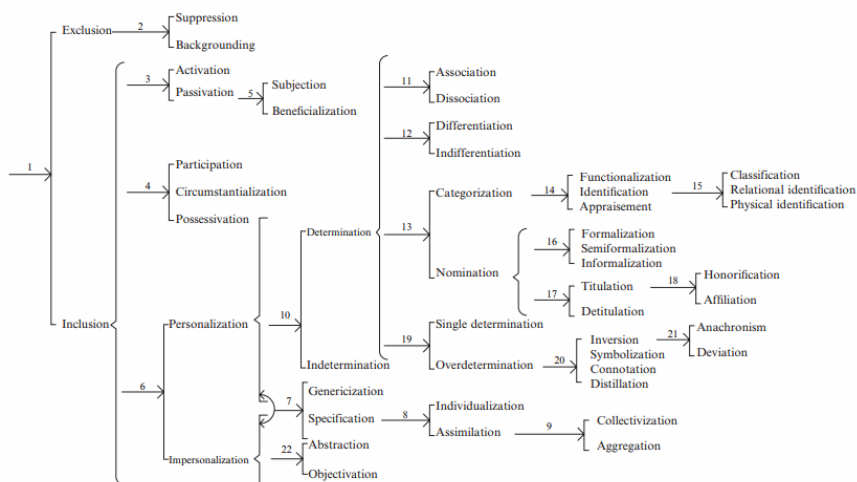 1
Exclusion
2
Suppression
Backgrounding
3
Activation
Passivation
5
Subjection
Beneficialization
4
Participation
Circumstantialization
Possessivation
Inclusion
6
Personalization
Impersonalization
10
Determination
Indetermination
7
Genericization
Specification
8
Individualization
Assimilation
9
Collectivization
Aggregation
22
Abstraction
Objectivation
11
Association
Dissociation
12
Differentiation
Indifferentiation
13
Categorization
14
Functionalization
Identification
Appraisement
15
Classification
Relational identification
Physical identification
Nomination
16
Formalization
Semiformalization
Informalization
17
Titulation
Detitulation
18
Honorification
Affiliation
19
Single determination
Overdetermination
20
Inversion
Symbolization
Connotation
Distillation
21
Anachronism
Deviation